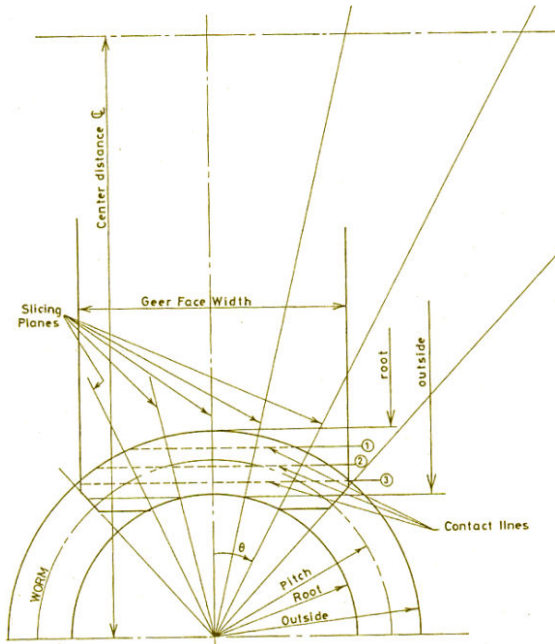 Center distance ℄
Geer Face Width
Slicing
Planes
root
outside
①
②
③
Contact lines
θ
WORM
Pitch
Root
Outside